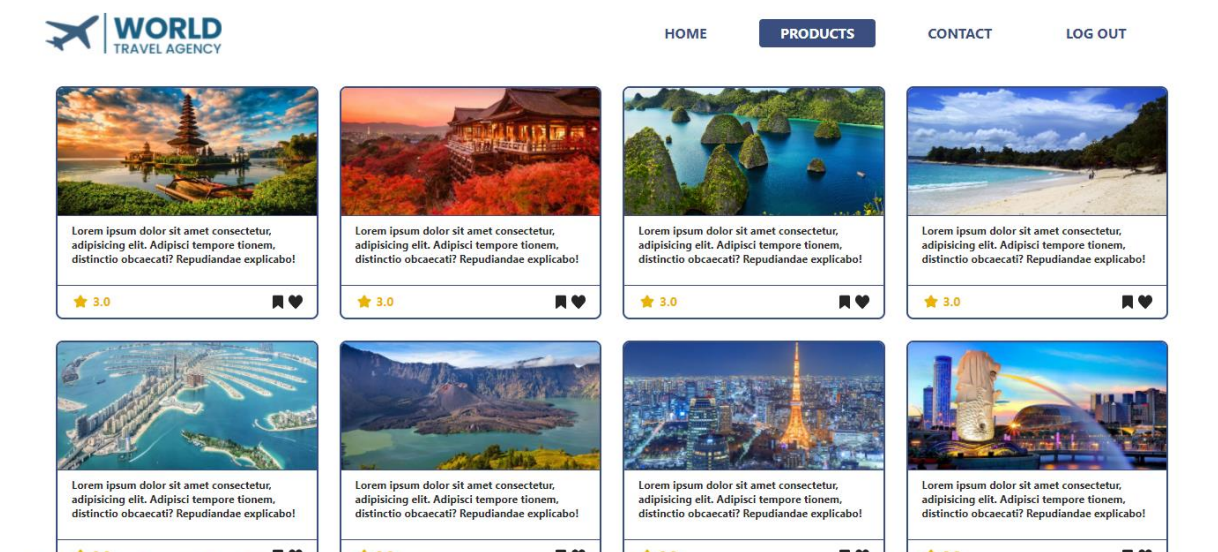 WORLD
TRAVEL AGENCY
HOME PRODUCTS CONTACT LOG OUT
Lorem ipsum dolor sit amet consectetur,
adipisicing elit. Adipisci tempore tionem,
distinctio obcaecati? Repudiandae explicabo!
3.0
Lorem ipsum dolor sit amet consectetur,
adipisicing elit. Adipisci tempore tionem,
distinctio obcaecati? Repudiandae explicabo!
3.0
Lorem ipsum dolor sit amet consectetur,
adipisicing elit. Adipisci tempore tionem,
distinctio obcaecati? Repudiandae explicabo!
3.0
Lorem ipsum dolor sit amet consectetur,
adipisicing elit. Adipisci tempore tionem,
distinctio obcaecati? Repudiandae explicabo!
3.0
Lorem ipsum dolor sit amet consectetur,
adipisicing elit. Adipisci tempore tionem,
distinctio obcaecati? Repudiandae explicabo!
Lorem ipsum dolor sit amet consectetur,
adipisicing elit. Adipisci tempore tionem,
distinctio obcaecati? Repudiandae explicabo!
Lorem ipsum dolor sit amet consectetur,
adipisicing elit. Adipisci tempore tionem,
distinctio obcaecati? Repudiandae explicabo!
Lorem ipsum dolor sit amet consectetur,
adipisicing elit. Adipisci tempore tionem,
distinctio obcaecati? Repudiandae explicabo!